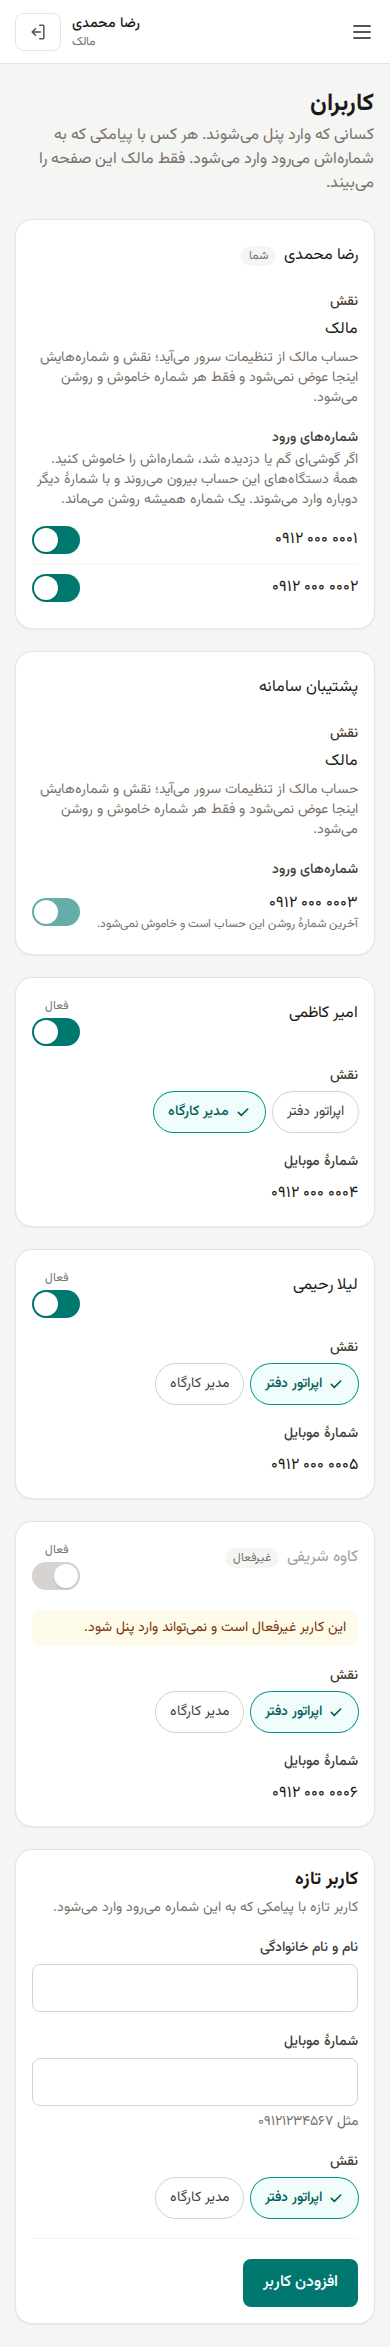 رضا محمدی
مالک
کاربران
کسانی که وارد پنل می‌شوند. هر کس با پیامکی که به
شماره‌اش می‌رود وارد می‌شود. فقط مالک این صفحه را
می‌بیند.
رضا محمدی شما
نقش
مالک
حساب مالک از تنظیمات سرور می‌آید؛ نقش و شماره‌هایش
اینجا عوض نمی‌شود و فقط هر شماره خاموش و روشن
می‌شود.
شماره‌های ورود
اگر گوشی‌ای گم یا دزدیده شد، شماره‌اش را خاموش کنید.
همهٔ دستگاه‌های این حساب بیرون می‌روند و با شمارهٔ دیگر
دوباره وارد می‌شوند. یک شماره همیشه روشن می‌ماند.
۰۹۱۲ ۰۰۰ ۰۰۰۱
۰۹۱۲ ۰۰۰ ۰۰۰۲
پشتیبان سامانه
نقش
مالک
حساب مالک از تنظیمات سرور می‌آید؛ نقش و شماره‌هایش
اینجا عوض نمی‌شود و فقط هر شماره خاموش و روشن
می‌شود.
شماره‌های ورود
۰۹۱۲ ۰۰۰ ۰۰۰۳
آخرین شمارهٔ روشن این حساب است و خاموش نمی‌شود.
امیر کاظمی
فعال
نقش
اپراتور دفتر
مدیر کارگاه
شمارهٔ موبایل
۰۹۱۲ ۰۰۰ ۰۰۰۴
لیلا رحیمی
فعال
نقش
اپراتور دفتر
مدیر کارگاه
شمارهٔ موبایل
۰۹۱۲ ۰۰۰ ۰۰۰۵
کاوه شریفی غیرفعال
فعال
این کاربر غیرفعال است و نمی‌تواند وارد پنل شود.
نقش
اپراتور دفتر
مدیر کارگاه
شمارهٔ موبایل
۰۹۱۲ ۰۰۰ ۰۰۰۶
کاربر تازه
کاربر تازه با پیامکی که به این شماره می‌رود وارد می‌شود.
نام و نام خانوادگی
شمارهٔ موبایل
مثل ۰۹۱۲۱۲۳۴۵۶۷
نقش
اپراتور دفتر
مدیر کارگاه
افزودن کاربر